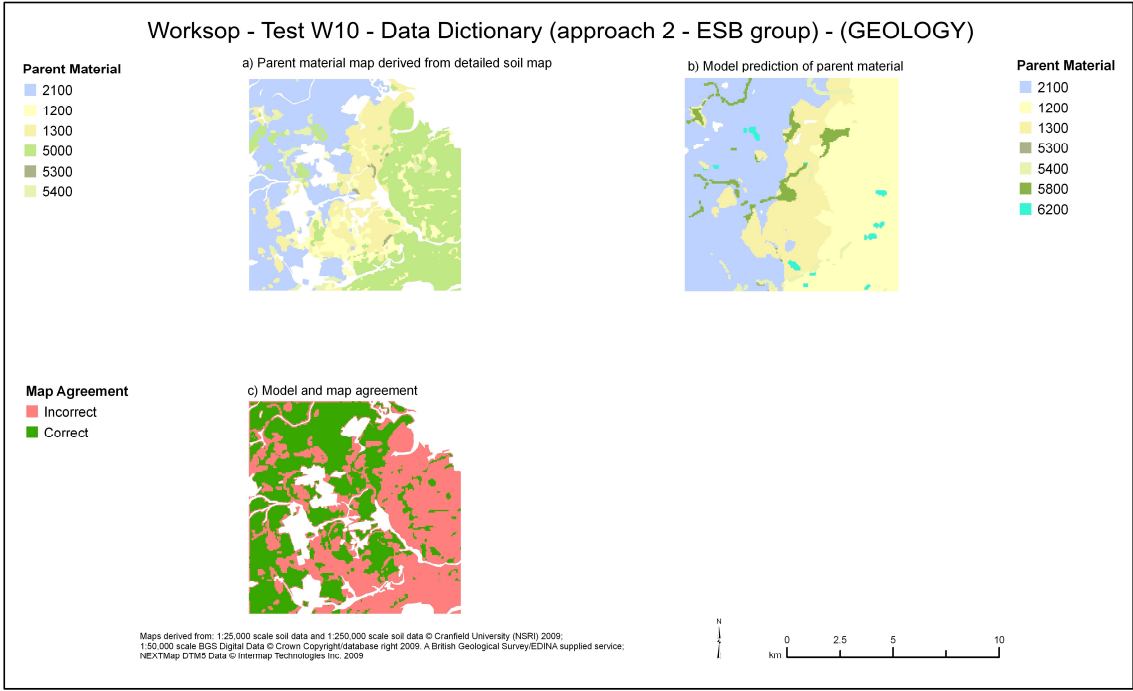 Worksop - Test W10 - Data Dictionary (approach 2 - ESB group) - (GEOLOGY)
Parent Material
2100
1200
1300
5000
5300
5400
a) Parent material map derived from detailed soil map
b) Model prediction of parent material
Parent Material
2100
1200
1300
5300
5400
5800
6200
Map Agreement
Incorrect
Correct
c) Model and map agreement
Maps derived from: 1:25,000 scale soil data and 1:250,000 scale soil data © Cranfield University (NSRI) 2009;
1:50,000 scale BGS Digital Data © Crown Copyright/database right 2009. A British Geological Survey/EDINA supplied service;
NEXTMap DTM5 Data © Intermap Technologies Inc. 2009
N
0 2.5 5 10
km